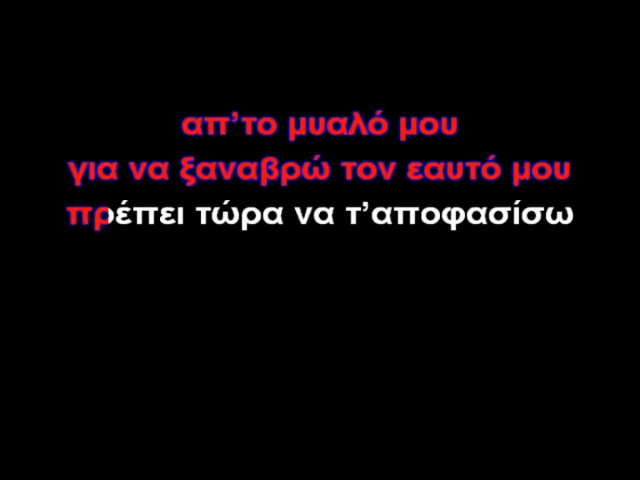 απ’το μυαλό μου
για να ξαναβρώ τον εαυτό μου
πρέπει τώρα να τ’αποφασίσω